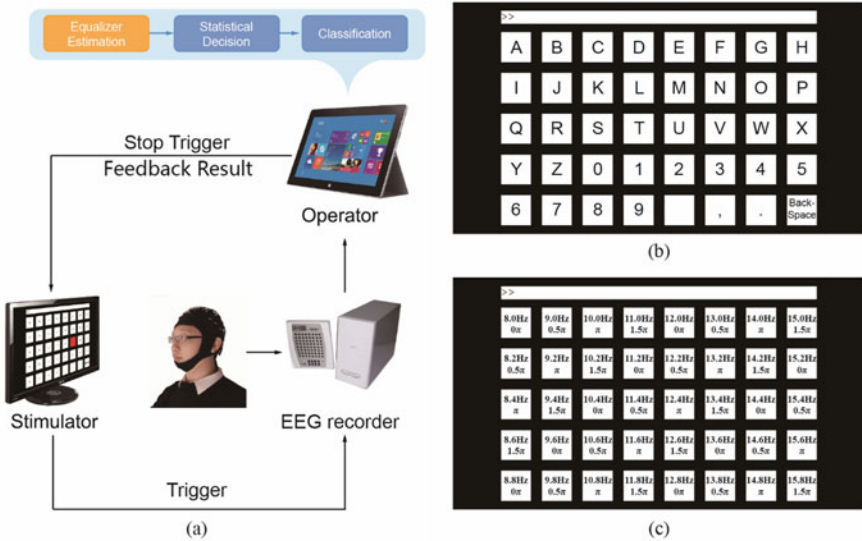 Equalizer
Estimation
Statistical
Decision
Classification
Stop Trigger
Feedback Result
Operator
Stimulator
EEG recorder
Trigger
(a)
>>
A B C D E F G H
I J K L M N O P
Q R S T U V W X
Y Z 0 1 2 3 4 5
6 7 8 9 , . Back-
Space
(b)
>>
8.0Hz 9.0Hz 10.0Hz 11.0Hz 12.0Hz 13.0Hz 14.0Hz 15.0Hz
0π 0.5π π 1.5π 0π 0.5π π 1.5π
8.2Hz 9.2Hz 10.2Hz 11.2Hz 12.2Hz 13.2Hz 14.2Hz 15.2Hz
0.5π π 1.5π 0π 0.5π π 1.5π 0π
8.4Hz 9.4Hz 10.4Hz 11.4Hz 12.4Hz 13.4Hz 14.4Hz 15.4Hz
π 1.5π 0π 0.5π π 1.5π 0π 0.5π
8.6Hz 9.6Hz 10.6Hz 11.6Hz 12.6Hz 13.6Hz 14.6Hz 15.6Hz
1.5π 0π 0.5π π 1.5π 0π 0.5π π
8.8Hz 9.8Hz 10.8Hz 11.8Hz 12.8Hz 13.8Hz 14.8Hz 15.8Hz
0π 0.5π π 1.5π 0π 0.5π π 1.5π
(c)